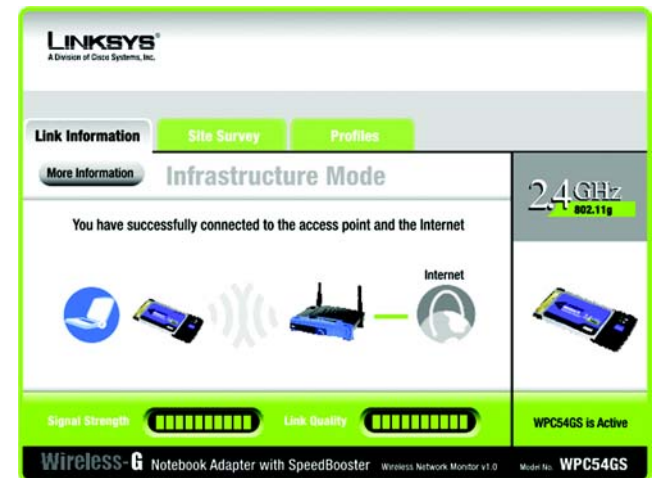 LINKSYS®
A Division of Cisco Systems, Inc.
Link Information
Site Survey
Profiles
More Information
Infrastructure Mode
2.4 GHz
802.11g
You have successfully connected to the access point and the Internet
Internet
Signal Strength
Link Quality
WPC54GS is Active
Wireless-G Notebook Adapter with SpeedBooster Wireless Network Monitor v1.0 Model No. WPC54GS